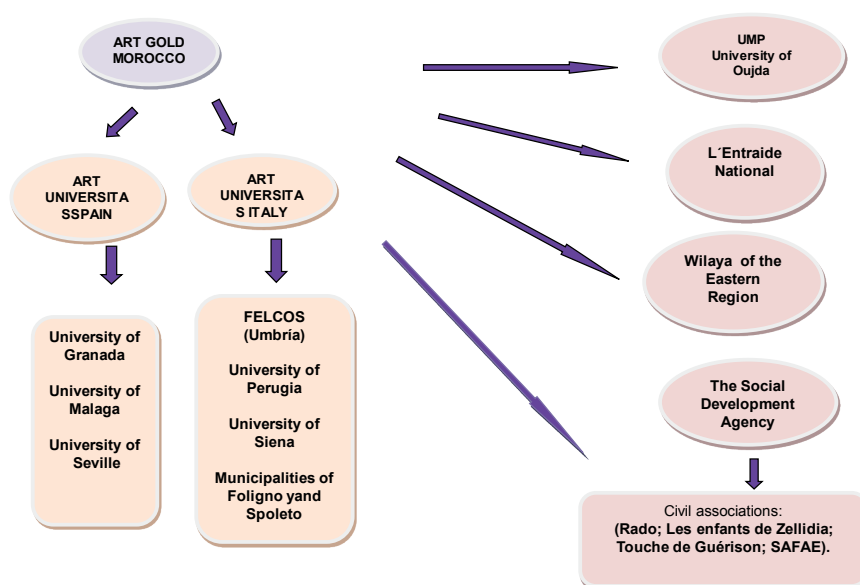 ART GOLD
MOROCCO
ART
UNIVERSITA
SSPAIN
ART
UNIVERSITA
S ITALY
University of
Granada
University of
Malaga
University of
Seville
FELCOS
(Umbría)
University of
Perugia
University of
Siena
Municipalities of
Foligno yand
Spoleto
UMP
University of
Oujda
L´Entraide
National
Wilaya of the
Eastern
Region
The Social
Development
Agency
Civil associations:
(Rado; Les enfants de Zellidia;
Touche de Guérison; SAFAE).